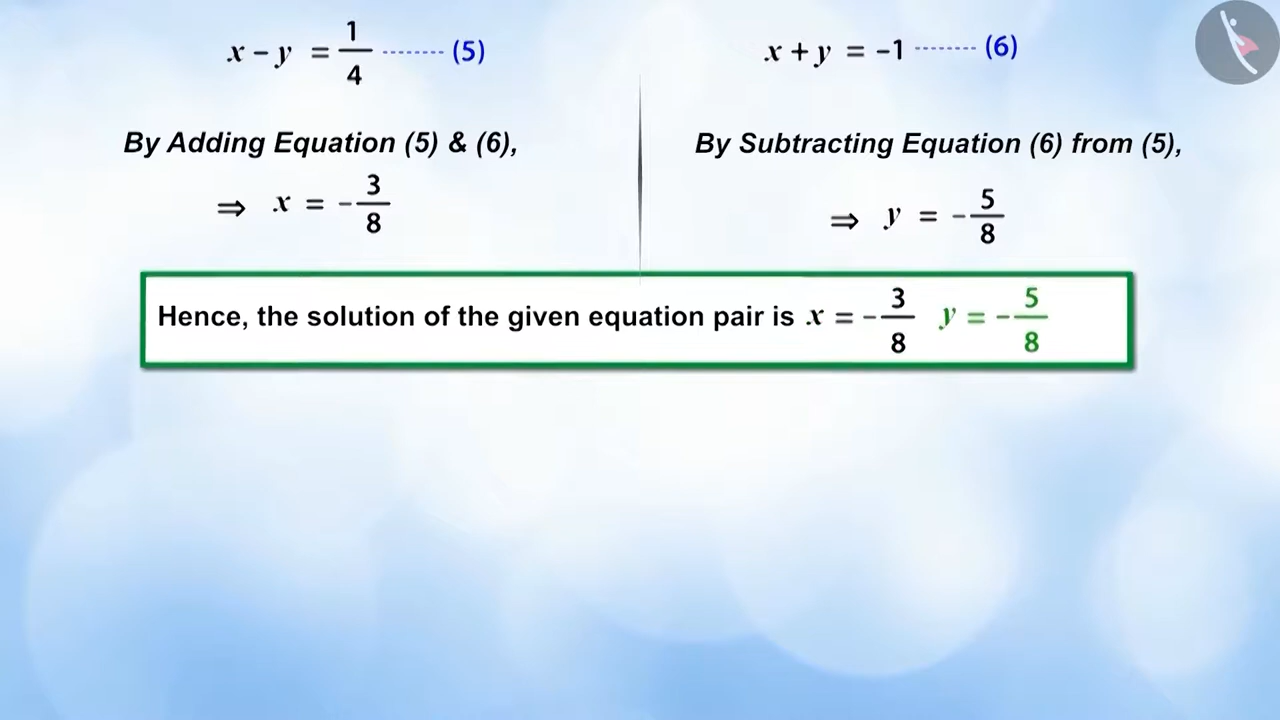 x − y = 1/4 -------- (5)
By Adding Equation (5) & (6),
⇒ x = −3/8
x + y = −1 -------- (6)
By Subtracting Equation (6) from (5),
⇒ y = −5/8
Hence, the solution of the given equation pair is x = −3/8 y = −5/8